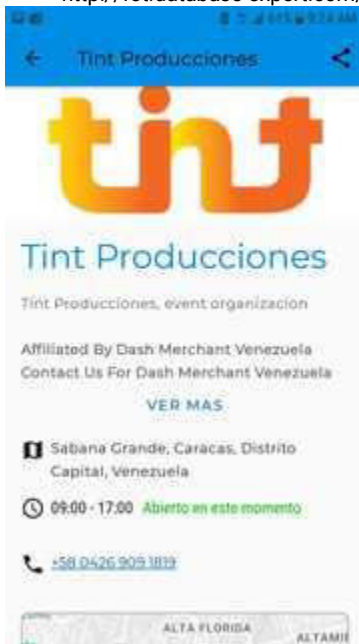 Tint Producciones
tint
Tint Producciones
Tint Producciones, event organizacion
Affiliated By Dash Merchant Venezuela
Contact Us For Dash Merchant Venezuela
VER MAS
Sabana Grande, Caracas, Distrito
Capital, Venezuela
09:00 - 17:00 Abierto en este momento
+58 0426 909 1819
ALTA FLORIDA